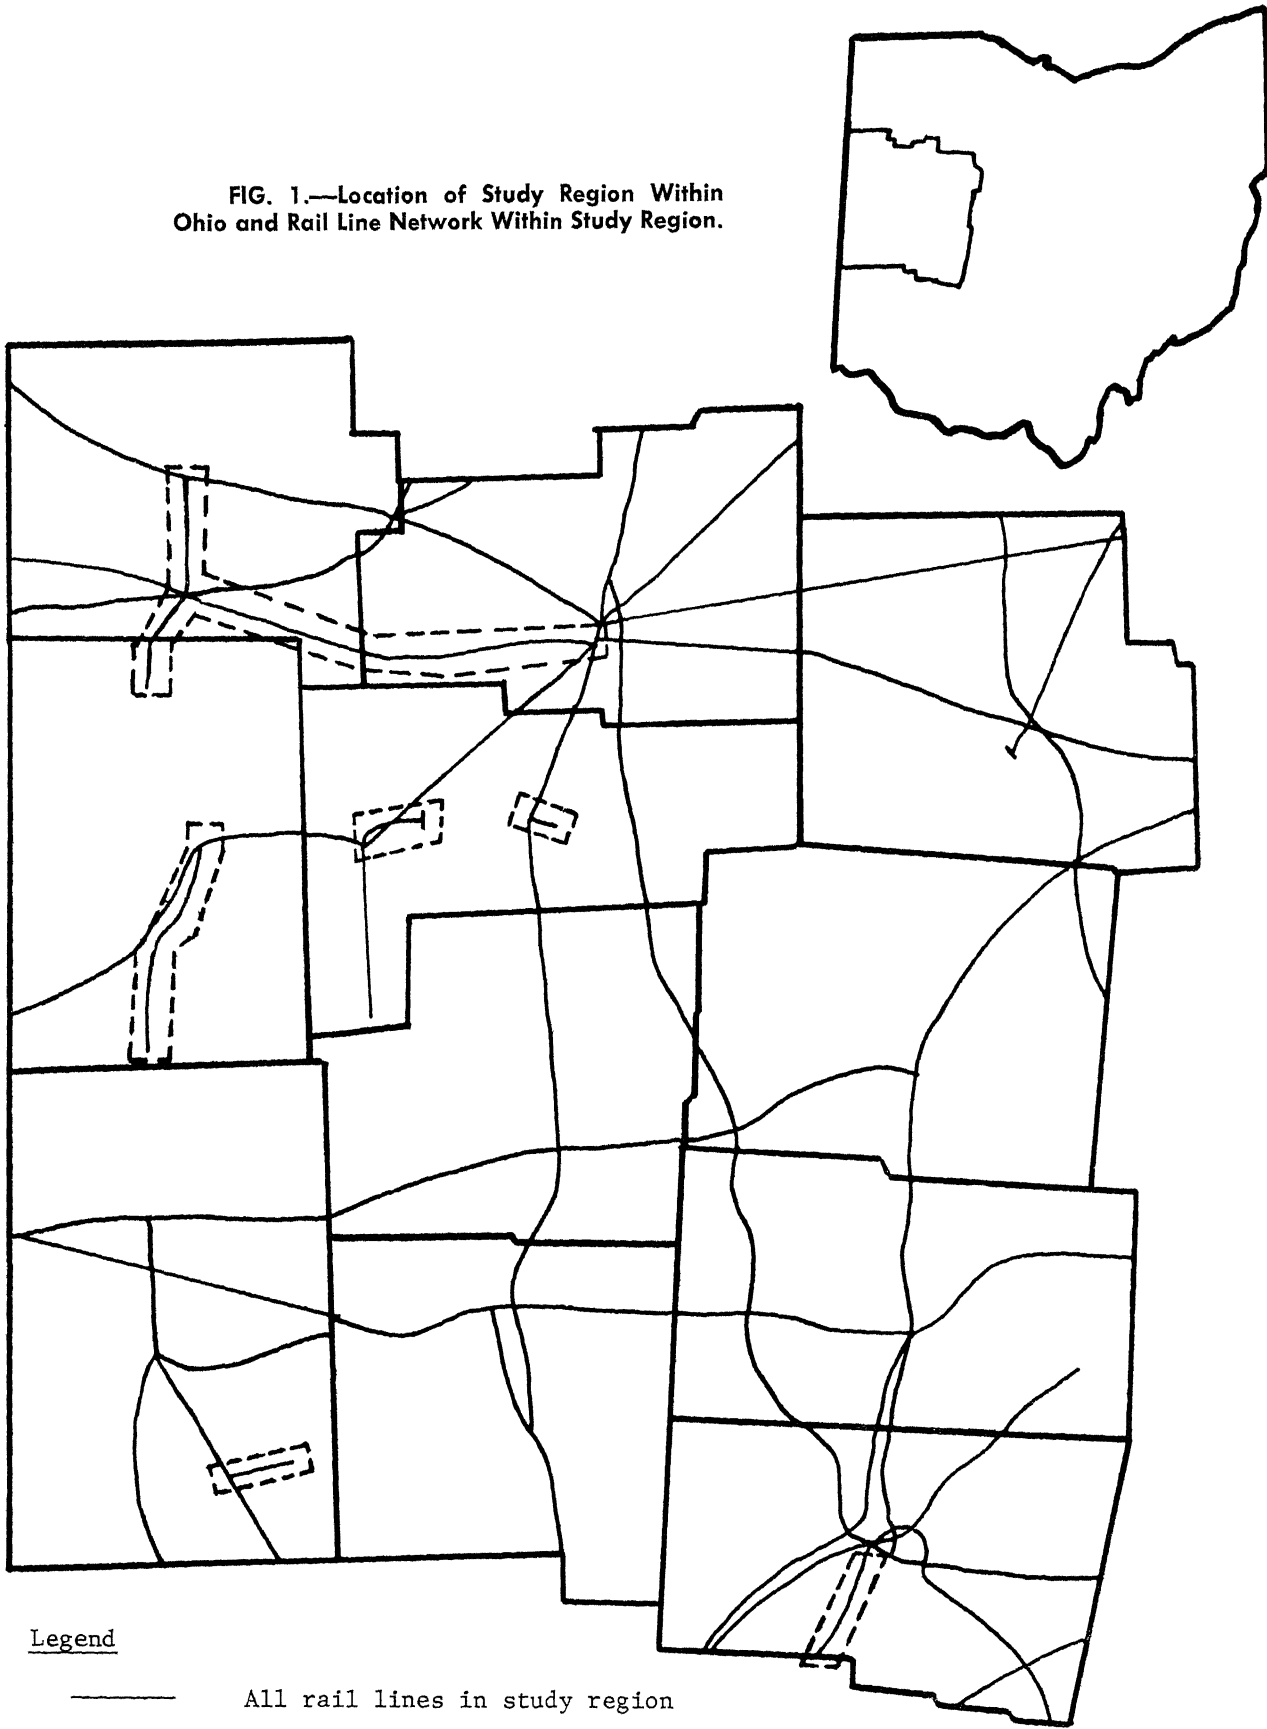 FIG. 1.—Location of Study Region Within
Ohio and Rail Line Network Within Study Region.
Legend
All rail lines in study region